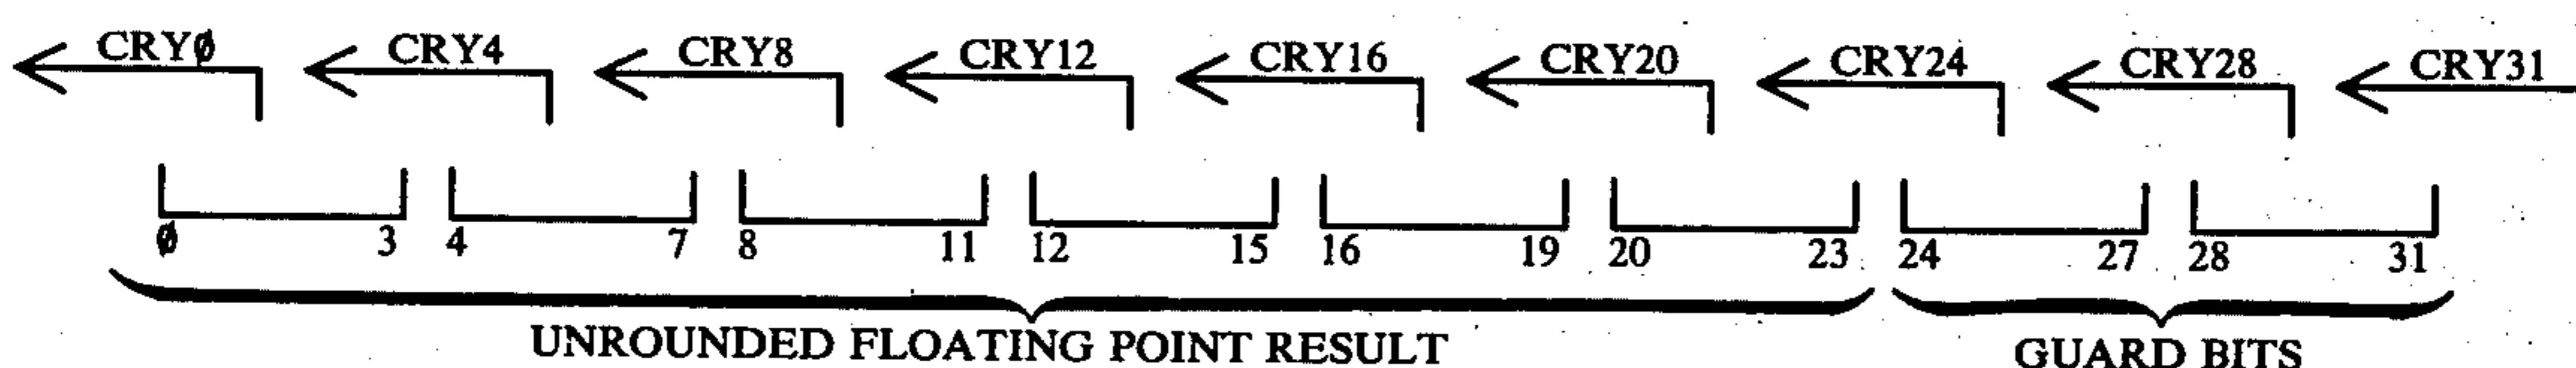 CRYØ CRY4 CRY8 CRY12 CRY16 CRY20 CRY24 CRY28 CRY31
Ø 3 4 7 8 11 12 15 16 19 20 23 24 27 28 31
UNROUNDED FLOATING POINT RESULT GUARD BITS